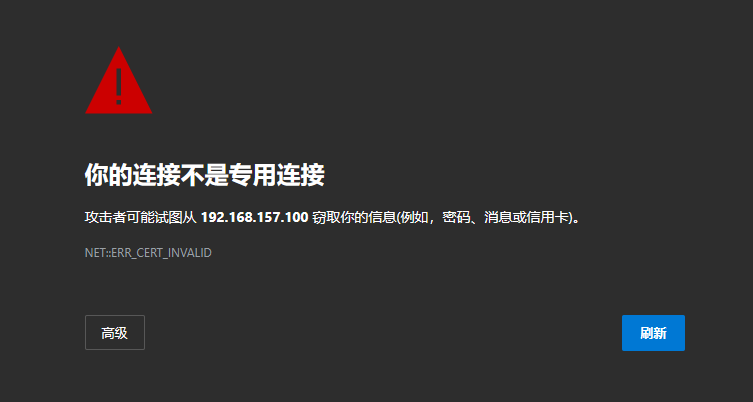 你的连接不是专用连接
攻击者可能试图从 192.168.157.100 窃取你的信息(例如，密码、消息或信用卡)。
NET::ERR_CERT_INVALID
高级
刷新